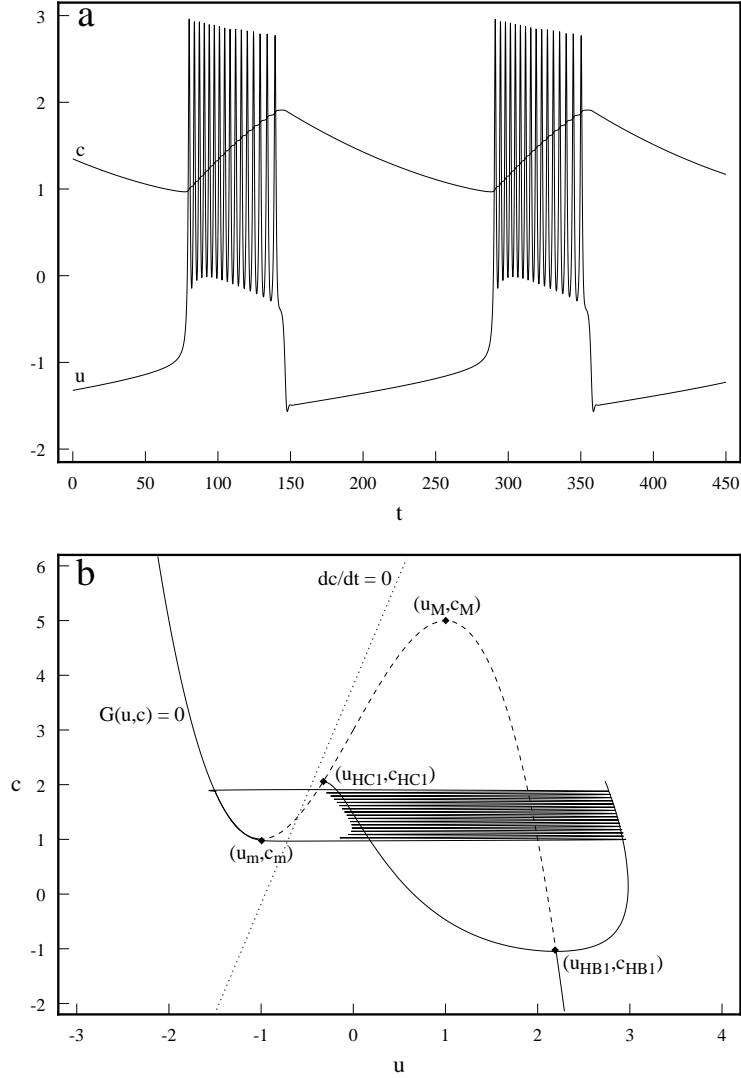 a
3
2
1
0
-1
-2
c
u
0 50 100 150 200 250 300 350 400 450
t
b
6
5
4
3
2
1
0
-1
-2
c
dc/dt = 0
(u_M,c_M)
G(u,c) = 0
(u_HC1,c_HC1)
(u_m,c_m)
(u_HB1,c_HB1)
-3 -2 -1 0 1 2 3 4
u